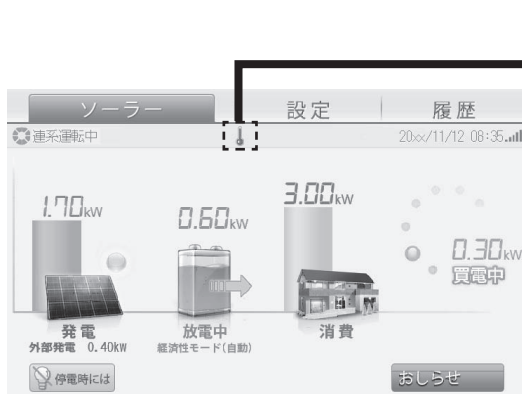 ソーラー 設定 履歴
連系運転中 20××/11/12 08:35
1.70kW 0.60kW 3.00kW 0.30kW
買電中
発電 放電中 消費
外部発電 0.40kW 経済性モード(自動)
停電時には おしらせ